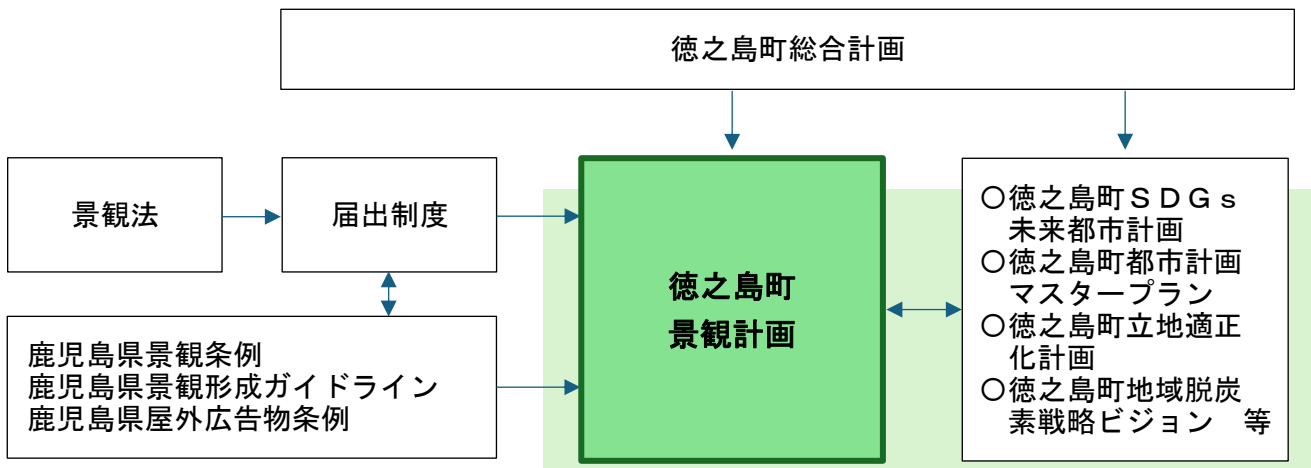 徳之島町総合計画
景観法
届出制度
鹿児島県景観条例
鹿児島県景観形成ガイドライン
鹿児島県屋外広告物条例
徳之島町
景観計画
〇徳之島町ＳＤＧｓ
未来都市計画
〇徳之島町都市計画
マスタープラン
〇徳之島町立地適正
化計画
〇徳之島町地域脱炭
素戦略ビジョン　等